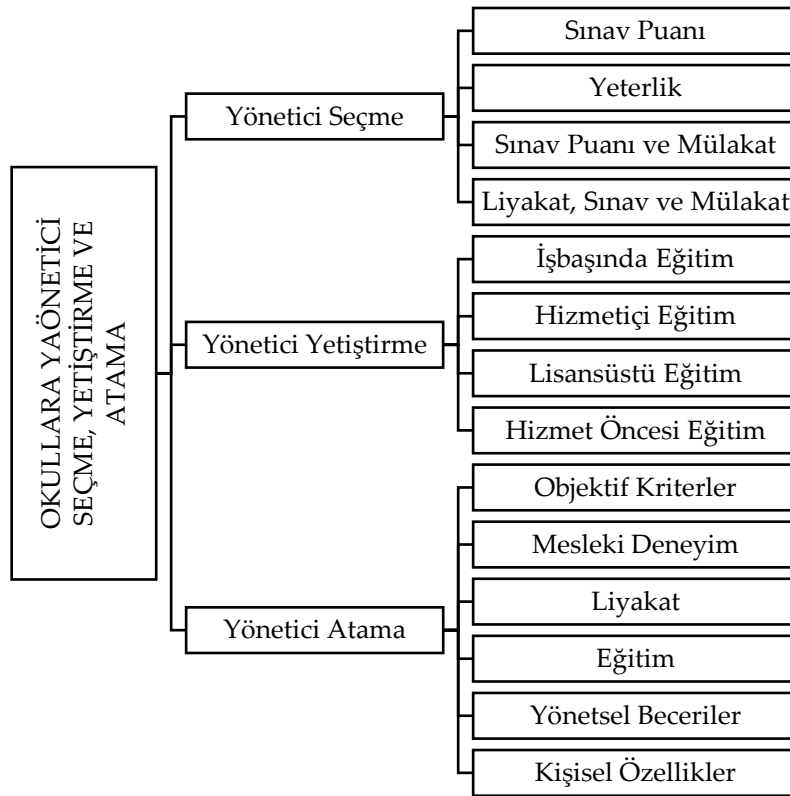 OKULLARA YAÖNETİCİ
SEÇME, YETİŞTİRME VE
ATAMA
Yönetici Seçme
Sınav Puanı
Yeterlik
Sınav Puanı ve Mülakat
Liyakat, Sınav ve Mülakat
Yönetici Yetiştirme
İşbaşında Eğitim
Hizmetiçi Eğitim
Lisansüstü Eğitim
Hizmet Öncesi Eğitim
Yönetici Atama
Objektif Kriterler
Mesleki Deneyim
Liyakat
Eğitim
Yönetsel Beceriler
Kişisel Özellikler